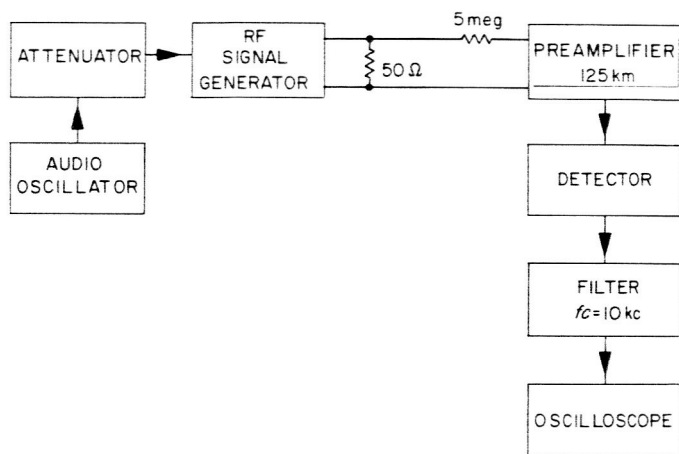 ATTENUATOR
RF
SIGNAL
GENERATOR
5 meg
50 Ω
PREAMPLIFIER
125 km
AUDIO
OSCILLATOR
DETECTOR
FILTER
fc=10 kc
OSCILLOSCOPE